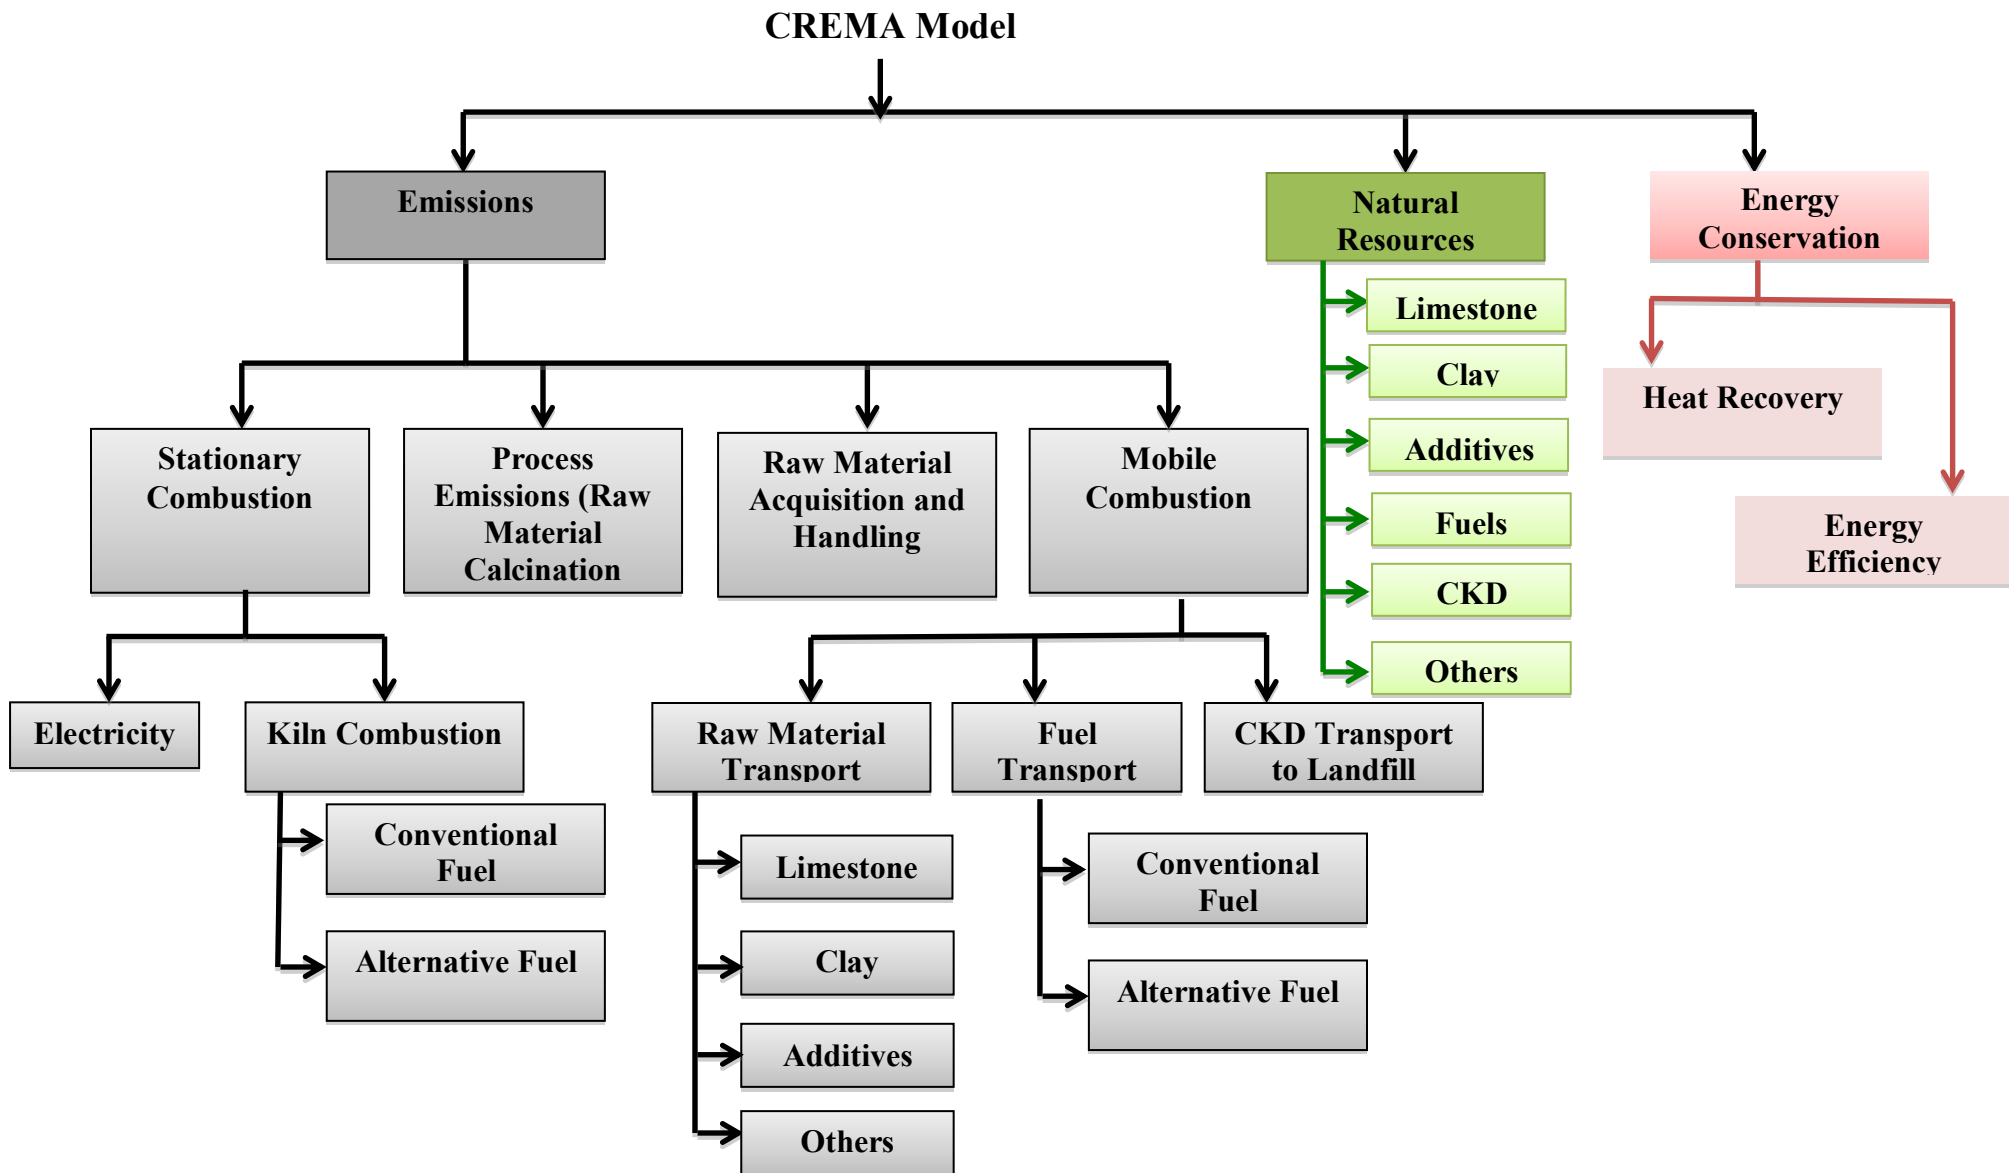 CREMA Model
Emissions
Natural
Resources
Energy
Conservation
Limestone
Clay
Additives
Fuels
CKD
Others
Heat Recovery
Energy
Efficiency
Stationary
Combustion
Process
Emissions (Raw
Material
Calcination
Raw Material
Acquisition and
Handling
Mobile
Combustion
Electricity
Kiln Combustion
Raw Material
Transport
Fuel
Transport
CKD Transport
to Landfill
Conventional
Fuel
Alternative Fuel
Limestone
Clay
Additives
Others
Conventional
Fuel
Alternative Fuel